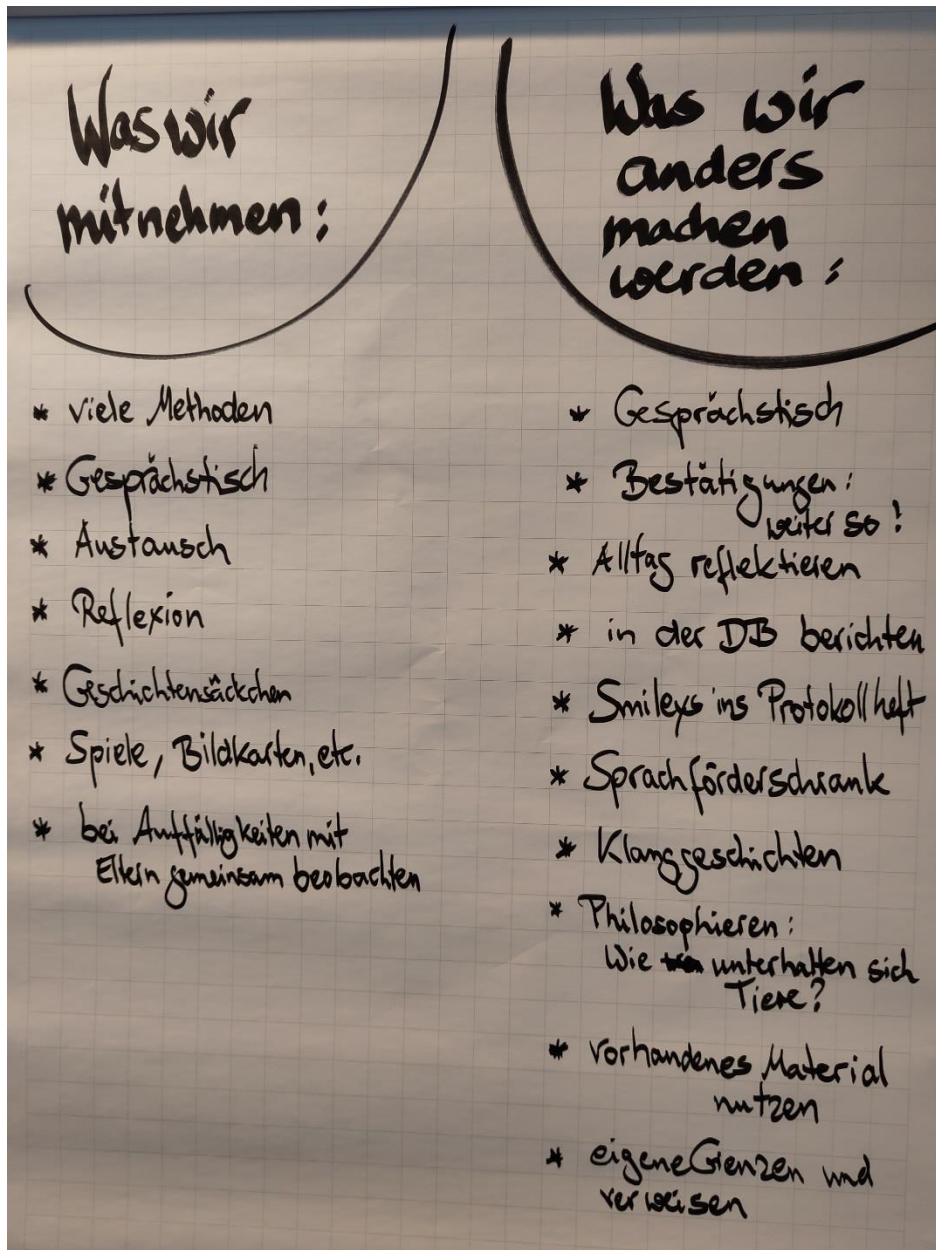 Was wir
mitnehmen:
* viele Methoden
* Gesprächstisch
* Austausch
* Reflexion
* Geschichtensäckchen
* Spiele, Bildkarten, etc.
* bei Auffälligkeiten mit
Eltern gemeinsam beobachten
Was wir
anders
machen
werden:
* Gesprächstisch
* Bestätigungen:
weiter so!
* Alltag reflektieren
* in der DB berichten
* Smileys ins Protokollheft
* Sprachförderschrank
* Klanggeschichten
* Philosophieren:
Wie unterhalten sich
Tiere?
* vorhandenes Material
nutzen
* eigene Grenzen und
verweisen